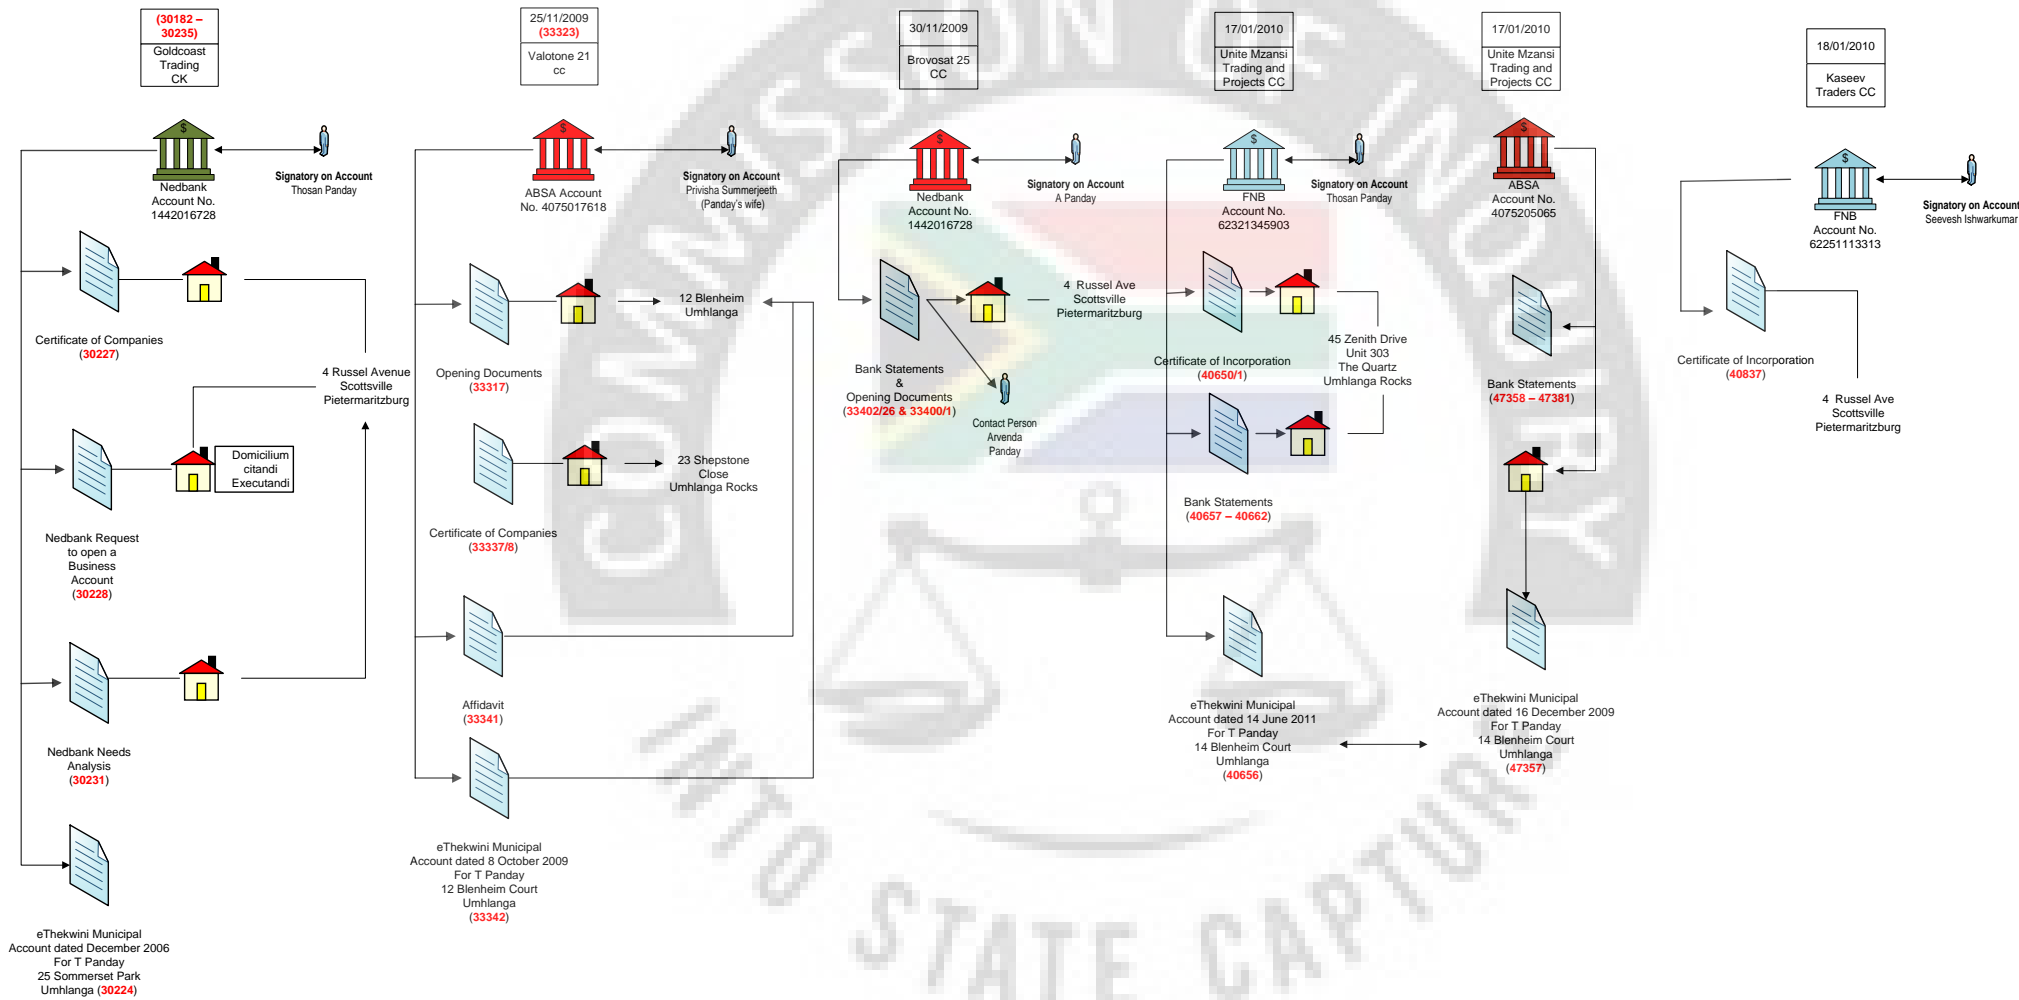 (30182 –
30235)
Goldcoast
Trading
CK
$
Nedbank
Account No.
1442016728
Signatory on Account
Thosan Panday
Certificate of Companies
(30227)
4 Russel Avenue
Scottsville
Pietermaritzburg
Domicilium
citandi
Executandi
Nedbank Request
to open a
Business
Account
(30228)
Nedbank Needs
Analysis
(30231)
eThekwini Municipal
Account dated December 2006
For T Panday
25 Sommerset Park
Umhlanga (30224)
25/11/2009
(33323)
Valotone 21
cc
$
ABSA Account
No. 4075017618
Signatory on Account
Privisha Summerjeeth
(Panday's wife)
12 Blenheim
Umhlanga
Opening Documents
(33317)
23 Shepstone
Close
Umhlanga Rocks
Certificate of Companies
(33337/8)
Affidavit
(33341)
eThekwini Municipal
Account dated 8 October 2009
For T Panday
12 Blenheim Court
Umhlanga
(33342)
30/11/2009
Brovosat 25
CC
$
Nedbank
Account No.
1442016728
Signatory on Account
A Panday
4 Russel Ave
Scottsville
Pietermaritzburg
Bank Statements
&
Opening Documents
(33402/26 & 33400/1)
Contact Person
Arvenda
Panday
17/01/2010
Unite Mzansi
Trading and
Projects CC
$
FNB
Account No.
62321345903
Signatory on Account
Thosan Panday
Certificate of Incorporation
(40650/1)
45 Zenith Drive
Unit 303
The Quartz
Umhlanga Rocks
Bank Statements
(40657 – 40662)
eThekwini Municipal
Account dated 14 June 2011
For T Panday
14 Blenheim Court
Umhlanga
(40656)
17/01/2010
Unite Mzansi
Trading and
Projects CC
$
ABSA
Account No.
4075205065
Bank Statements
(47358 – 47381)
eThekwini Municipal
Account dated 16 December 2009
For T Panday
14 Blenheim Court
Umhlanga
(47357)
18/01/2010
Kaseev
Traders CC
$
FNB
Account No.
62251113313
Signatory on Account
Seevesh Ishwarkumar
Certificate of Incorporation
(40837)
4 Russel Ave
Scottsville
Pietermaritzburg
COMMISSION OF INQUIRY
INTO STATE CAPTURE